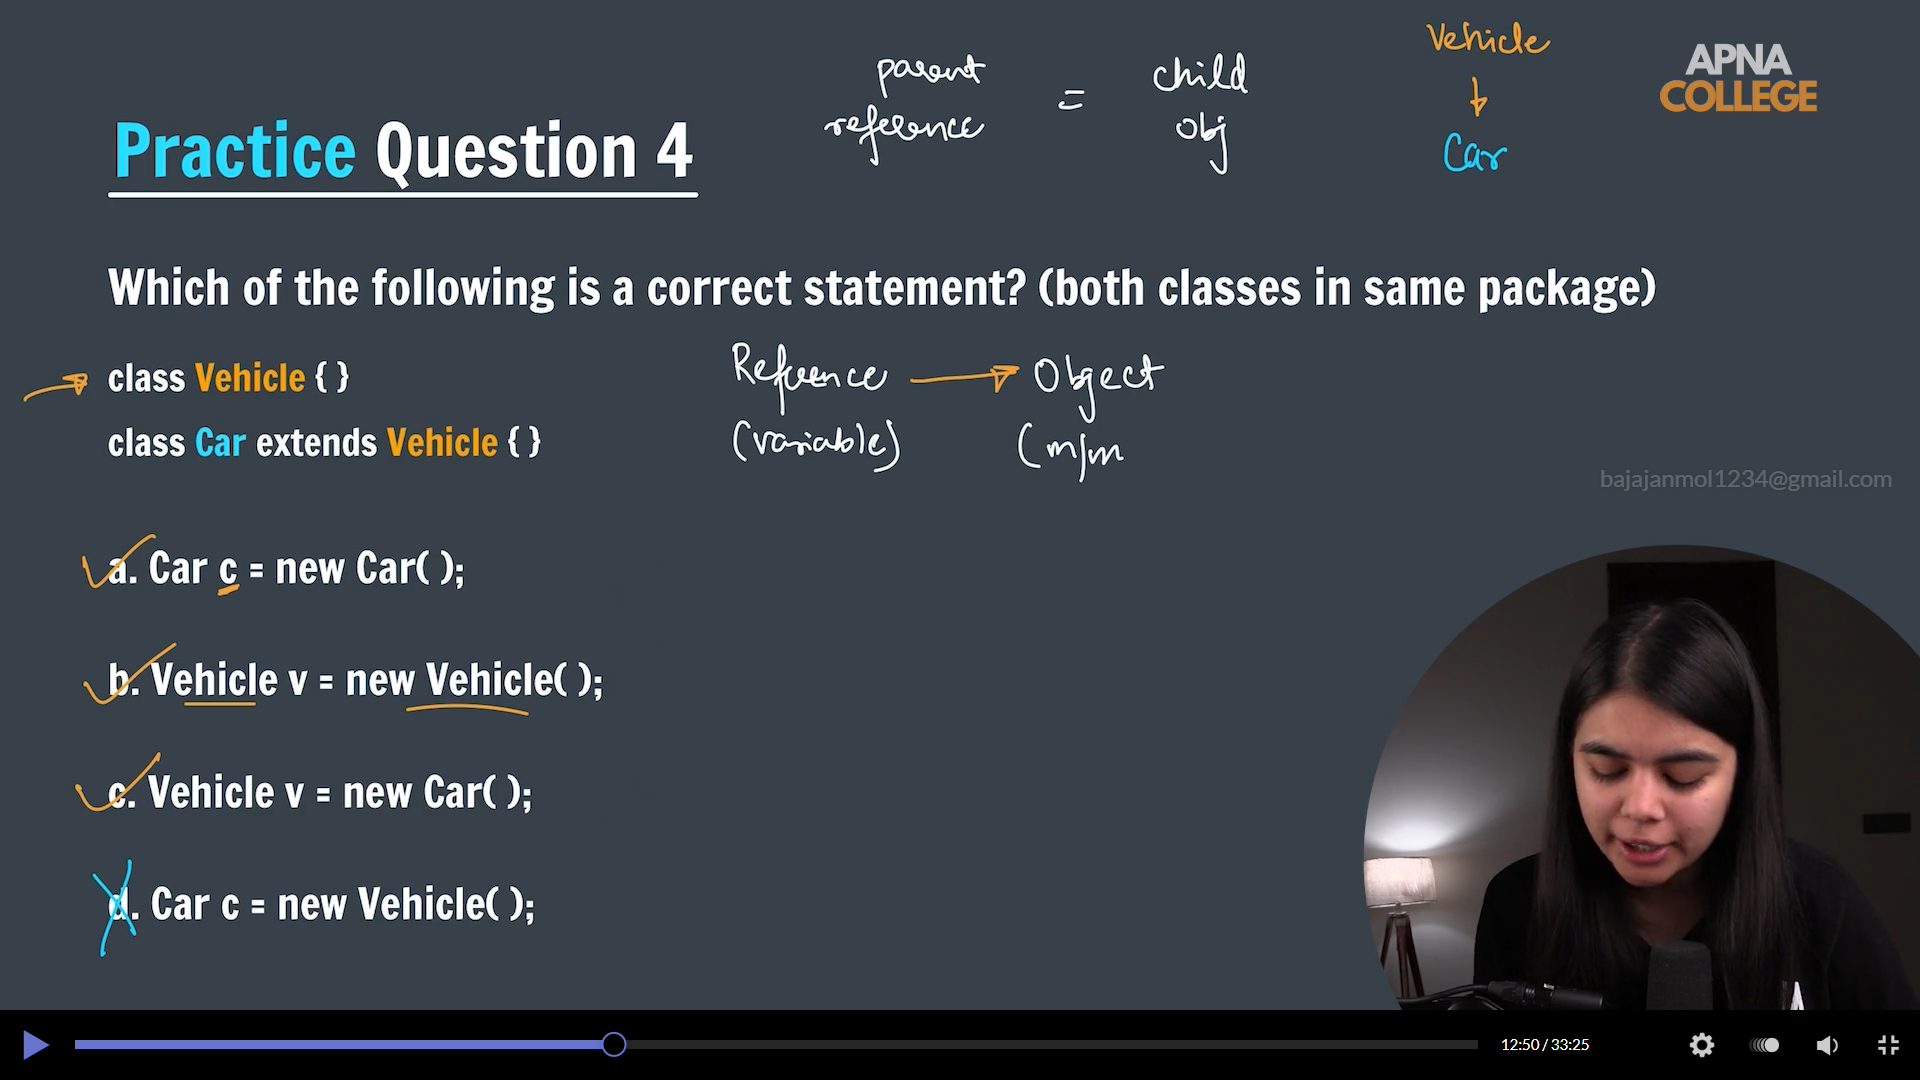 Vehicle
parent = child
reference obj
Car
APNA
COLLEGE
Practice Question 4
Which of the following is a correct statement? (both classes in same package)
class Vehicle { }
class Car extends Vehicle { }
Refuence → Object
(variable) (m/m
bajajanmol1234@gmail.com
a. Car c = new Car( );
b. Vehicle v = new Vehicle( );
c. Vehicle v = new Car( );
d. Car c = new Vehicle( );
12:50 / 33:25